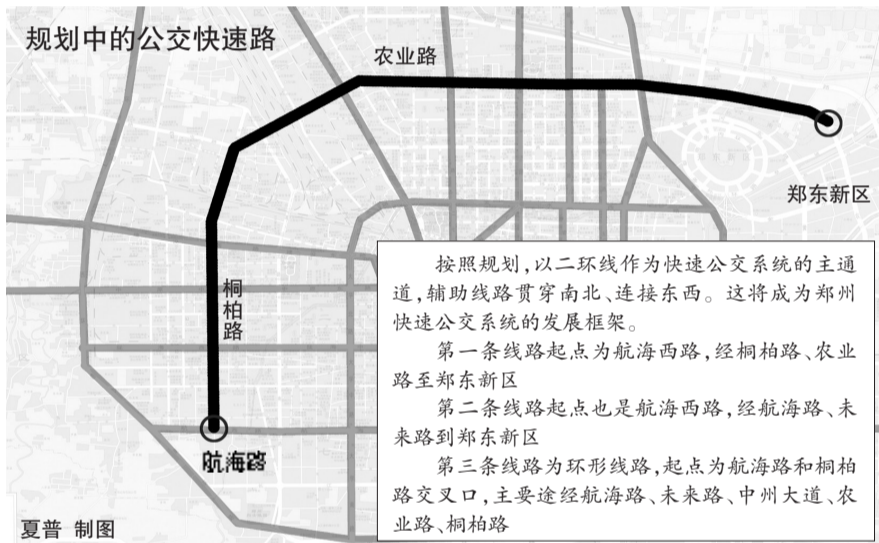 规划中的公交快速路
农业路
郑东新区
桐柏路
航海路
按照规划,以二环线作为快速公交系统的主通
道,辅助线路贯穿南北、连接东西。这将成为郑州
快速公交系统的发展框架。
第一条线路起点为航海西路,经桐柏路、农业
路至郑东新区
第二条线路起点也是航海西路,经航海路、未
来路到郑东新区
第三条线路为环形线路,起点为航海路和桐柏
路交叉口,主要途经航海路、未来路、中州大道、农
业路、桐柏路
夏普 制图